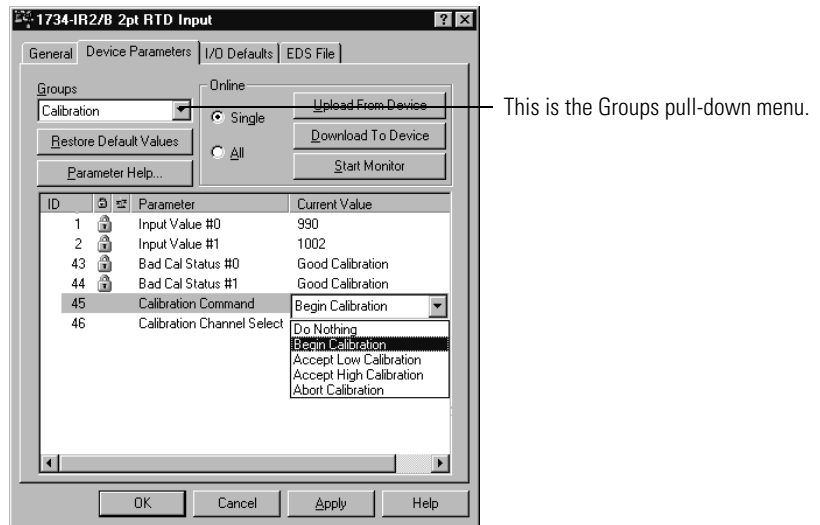 1734-IR2/B 2pt RTD Input
General Device Parameters I/O Defaults EDS File
Groups
Calibration
Restore Default Values
Parameter Help...
Online
Single
All
Upload From Device
Download To Device
Start Monitor
This is the Groups pull-down menu.
ID Parameter Current Value
1 Input Value #0 990
2 Input Value #1 1002
43 Bad Cal Status #0 Good Calibration
44 Bad Cal Status #1 Good Calibration
45 Calibration Command Begin Calibration
46 Calibration Channel Select
Do Nothing
Begin Calibration
Accept Low Calibration
Accept High Calibration
Abort Calibration
OK Cancel Apply Help